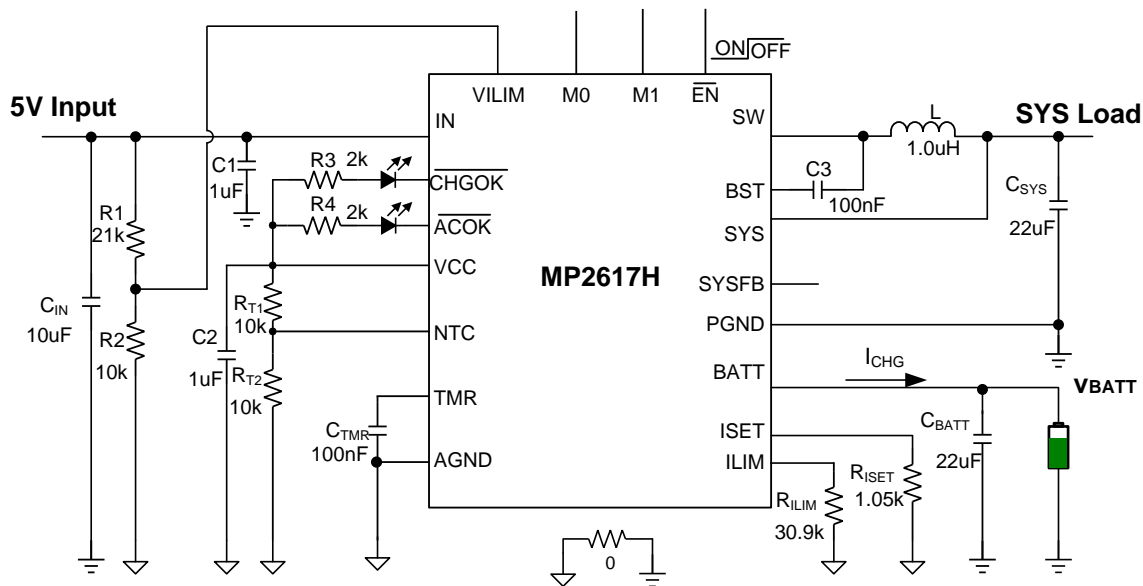 ON OFF
VILIM M0 M1 EN
5V Input
SYS Load
IN
SW
L
1.0uH
C1
1uF
R3 2k
CHGOK
C3
100nF
BST
CSYS
22uF
R1
21k
R4 2k
ACOK
SYS
VCC
MP2617H
SYSFB
CIN
10uF
RT1
10k
NTC
PGND
R2
10k
C2
1uF
RT2
10k
ICHG
BATT
VBATT
TMR
CTMR
100nF
ISET
CBATT
22uF
AGND
ILIM
RISET
1.05k
RILIM
30.9k
0